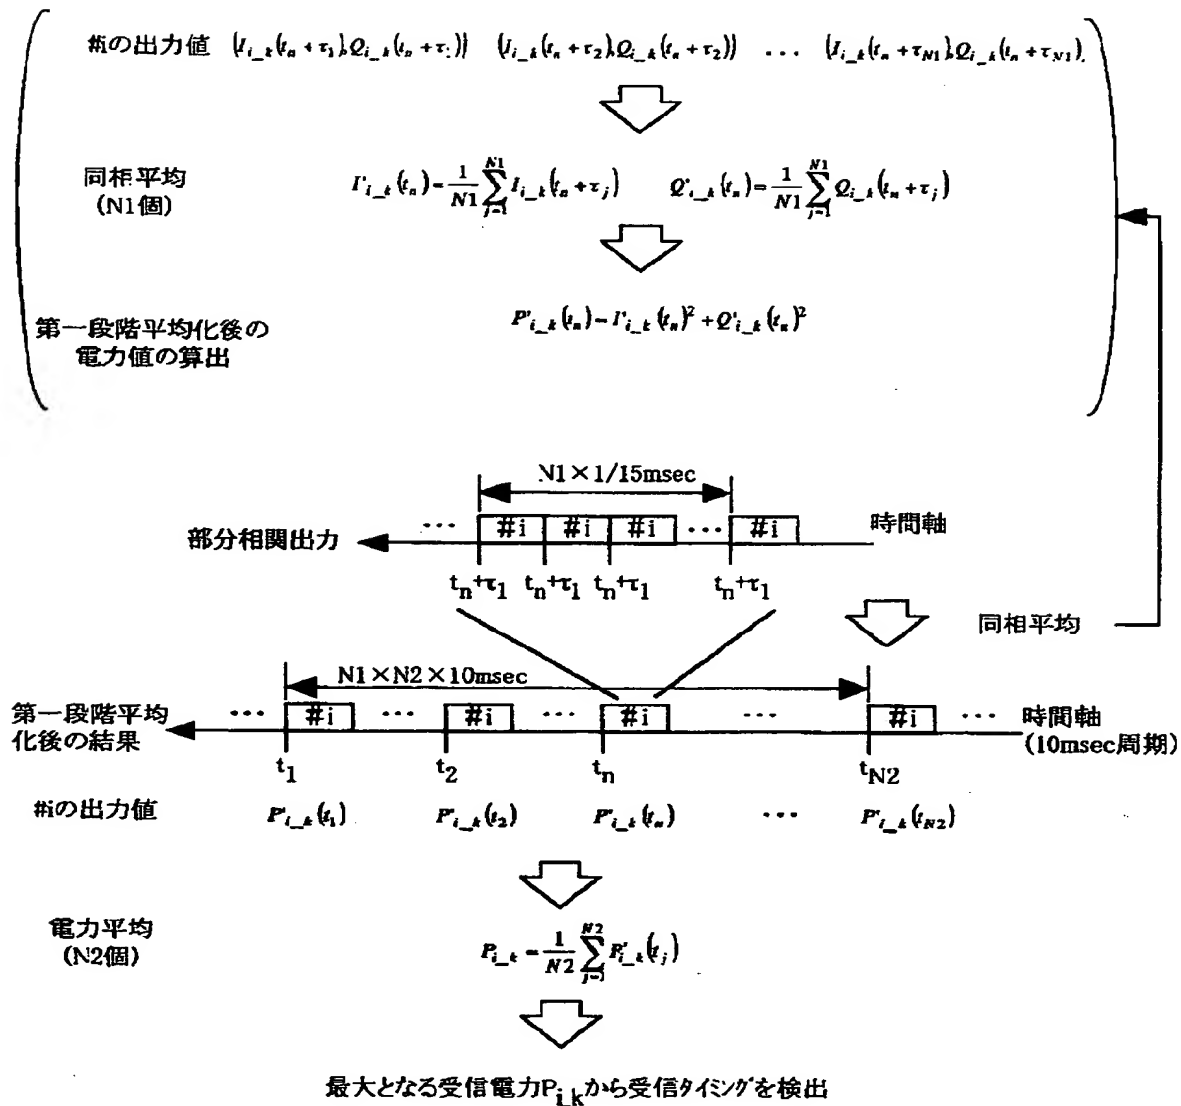 #iの出力値 (I_{i_k}(t_n+τ_1),Q_{i_k}(t_n+τ_1)) (I_{i_k}(t_n+τ_2),Q_{i_k}(t_n+τ_2)) ... (I_{i_k}(t_n+τ_{N1}),Q_{i_k}(t_n+τ_{N1}))
同相平均
(N1個)
I'_{i_k}(t_n)=\frac{1}{N1}\sum_{j=1}^{N1}I_{i_k}(t_n+τ_j) Q'_{i_k}(t_n)=\frac{1}{N1}\sum_{j=1}^{N1}Q_{i_k}(t_n+τ_j)
P'_{i_k}(t_n)=I'_{i_k}(t_n)^2+Q'_{i_k}(t_n)^2
第一段階平均化後の
電力値の算出
N1×1/15msec
部分相関出力 ... #i #i #i ... #i 時間軸
t_n+τ_1 t_n+τ_1 t_n+τ_1 t_n+τ_1
同相平均
N1×N2×10msec
第一段階平均
化後の結果
... #i ... #i ... #i ... #i ...
時間軸
(10msec周期)
t_1 t_2 t_n t_{N2}
#iの出力値 P'_{i_k}(t_1) P'_{i_k}(t_2) P'_{i_k}(t_n) ... P'_{i_k}(t_{N2})
電力平均
(N2個)
P_{i_k}=\frac{1}{N2}\sum_{j=1}^{N2}P'_{i_k}(t_j)
最大となる受信電力P_{i_k}から受信タイミングを検出